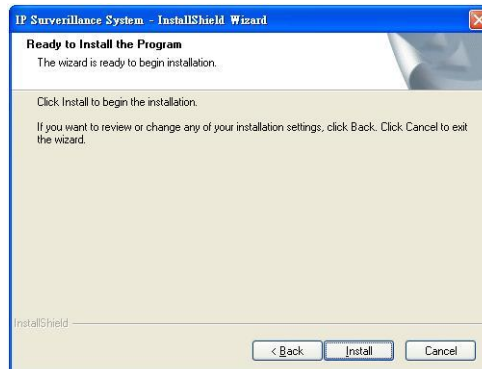 IP Surverillance System - InstallShield Wizard
Ready to Install the Program
The wizard is ready to begin installation.
Click Install to begin the installation.
If you want to review or change any of your installation settings, click Back. Click Cancel to exit
the wizard.
InstallShield
< Back
Install
Cancel